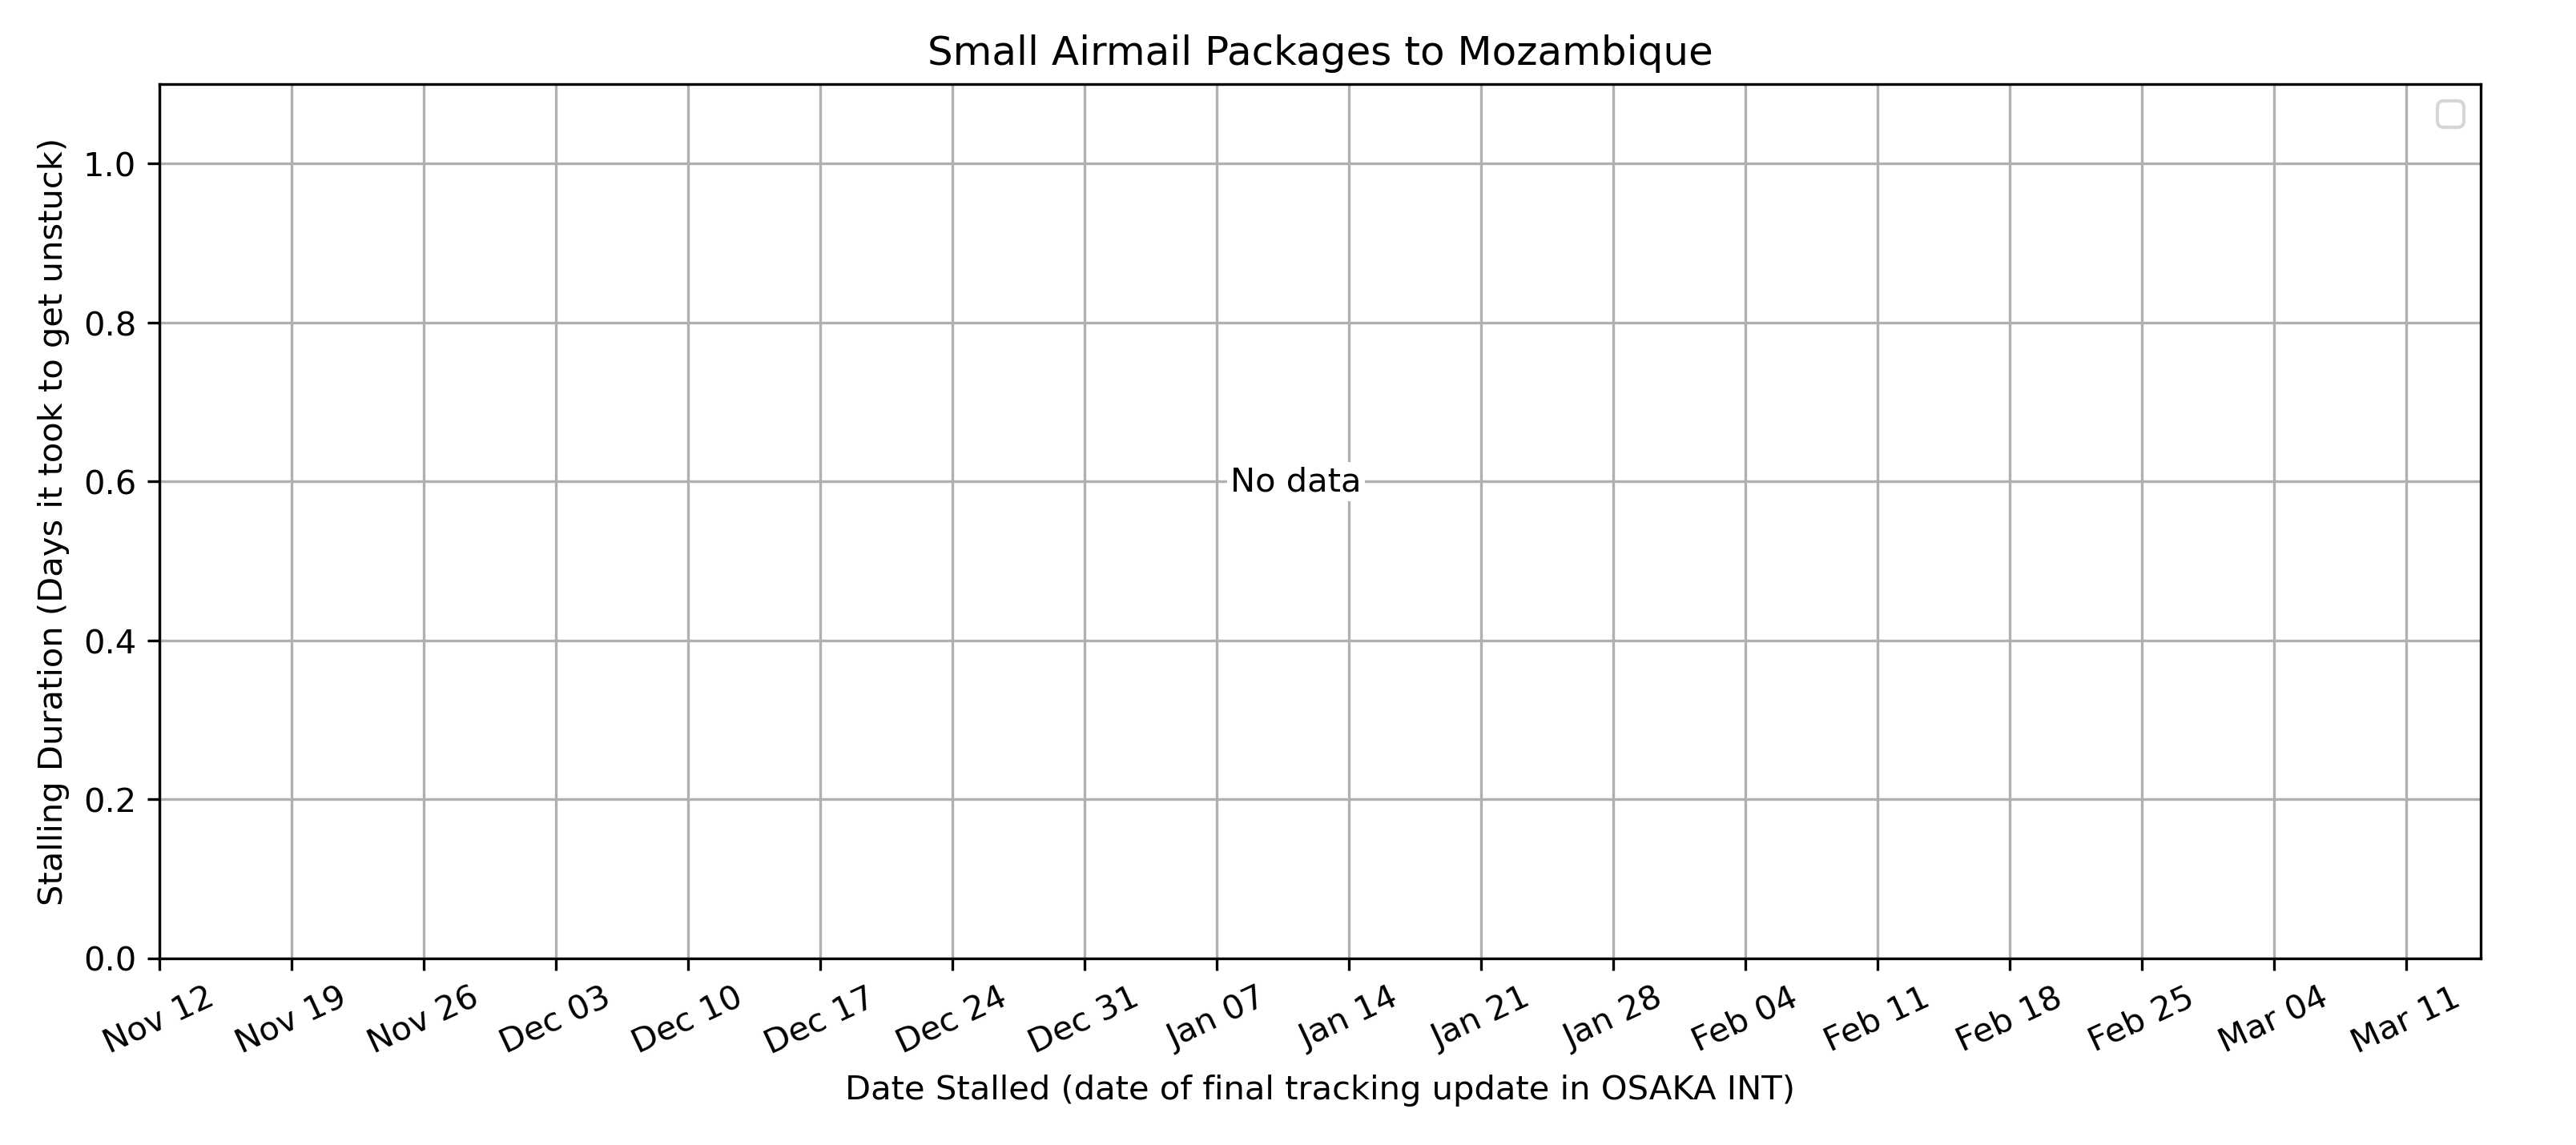 Small Airmail Packages to Mozambique
Stalling Duration (Days it took to get unstuck)
1.0
0.8
0.6
0.4
0.2
0.0
No data
Nov 12 Nov 19 Nov 26 Dec 03 Dec 10 Dec 17 Dec 24 Dec 31 Jan 07 Jan 14 Jan 21 Jan 28 Feb 04 Feb 11 Feb 18 Feb 25 Mar 04 Mar 11
Date Stalled (date of final tracking update in OSAKA INT)